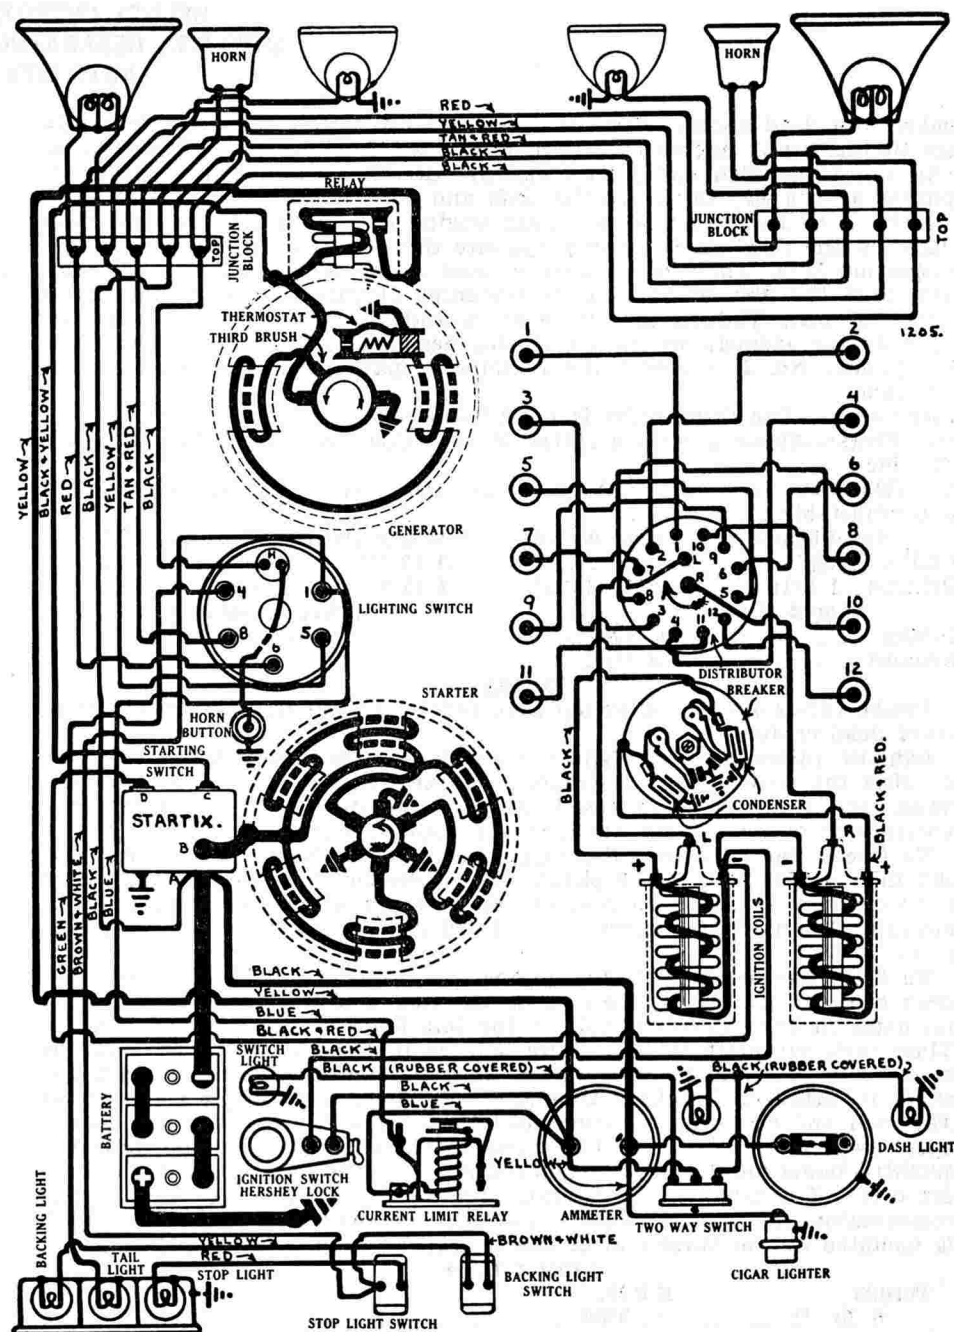 HORN
HORN
RED
YELLOW
TAN & RED
BLACK
BLACK
RELAY
TOP
JUNCTION
BLOCK
JUNCTION
BLOCK
TOP
THERMOSTAT
THIRD BRUSH
1
2
1205.
3
4
5
6
7
8
9
10
11
12
YELLOW
BLACK & YELLOW
RED
BLACK
YELLOW
TAN & RED
BLACK
GENERATOR
H
4
1
8
5
6
LIGHTING SWITCH
2
10
L
9
7
R
6
8
5
3
4
11
12
DISTRIBUTOR
BREAKER
STARTER
HORN
BUTTON
STARTING
SWITCH
D
C
STARTIX.
B
A
BLACK
BLACK & RED
CONDENSER
L
R
+
-
-
+
IGNITION COILS
GREEN
BROWN & WHITE
BLACK
BLUE
BLACK
YELLOW
BLUE
BLACK & RED
BLACK
SWITCH
LIGHT
BLACK (RUBBER COVERED)
BLACK (RUBBER COVERED)
BLACK
BLUE
BATTERY
+
IGNITION SWITCH
HERSHEY LOCK
YELLOW
DASH LIGHT
CURRENT LIMIT RELAY
AMMETER
TWO WAY SWITCH
CIGAR LIGHTER
BACKING LIGHT
TAIL
LIGHT
YELLOW
RED
STOP LIGHT
BROWN & WHITE
BACKING LIGHT
SWITCH
STOP LIGHT SWITCH